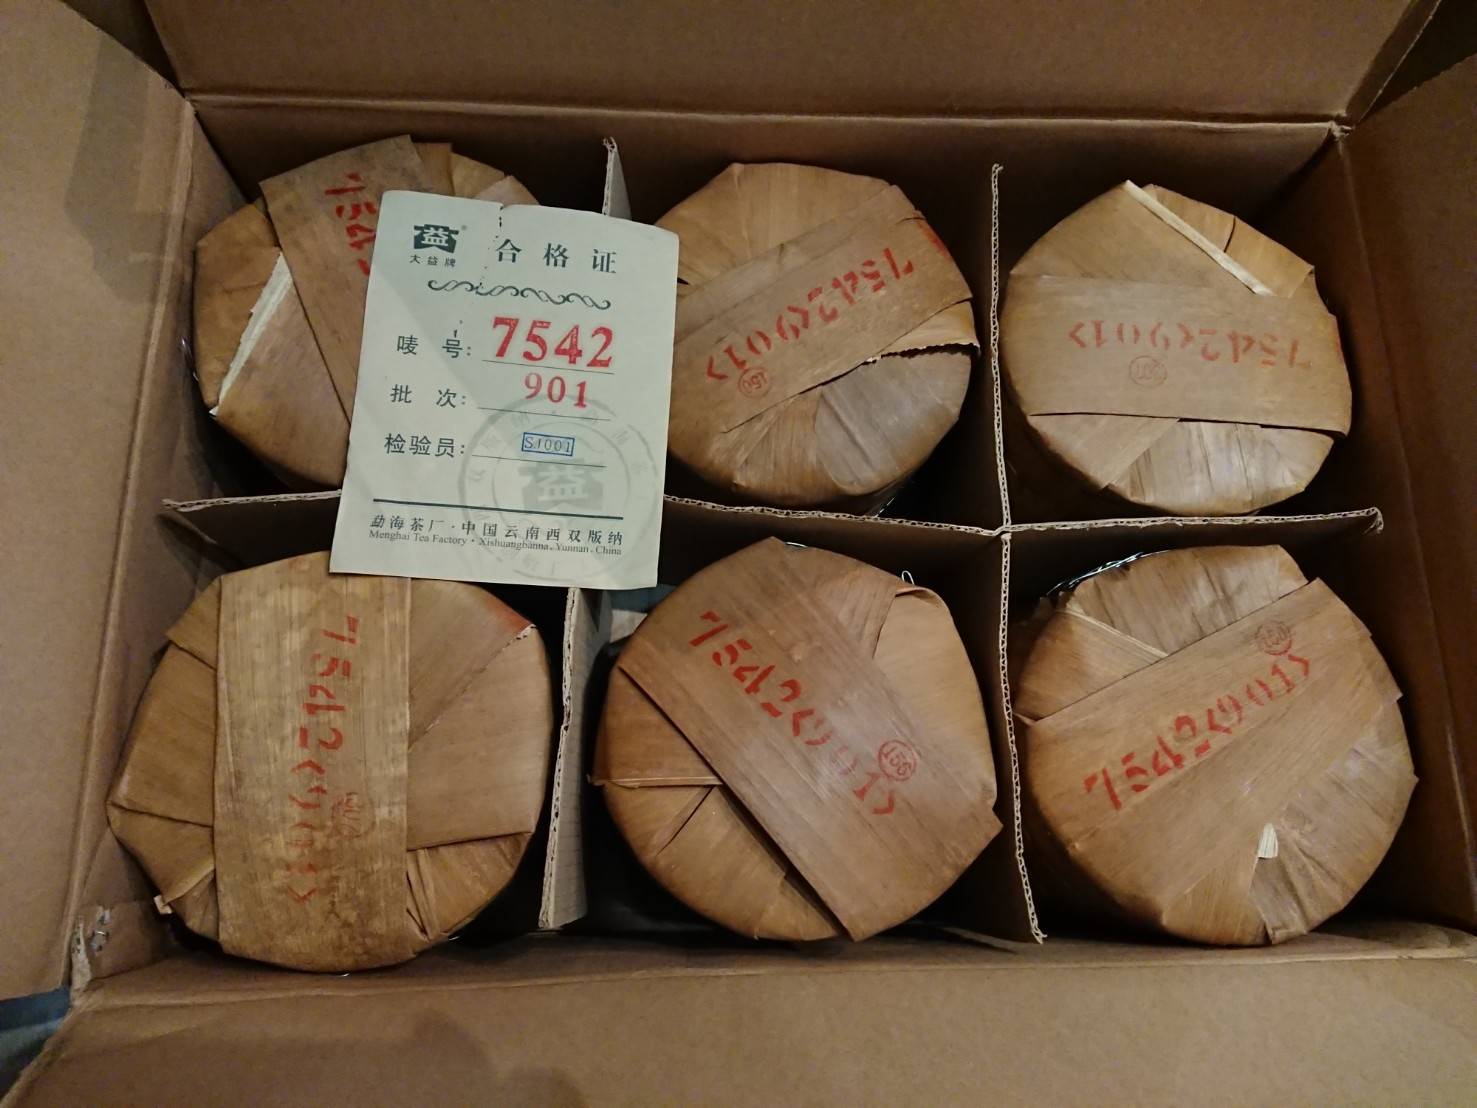 益®
大益牌
合格证
唛 号: 7542
批 次: 901
检验员: SJ001
益
勐海茶厂·中国云南西双版纳
Menghai Tea Factory·Xishuangbanna, Yunnan, China
7542<901>
7542<901>
7542<901>
7542<901>
7542<901>